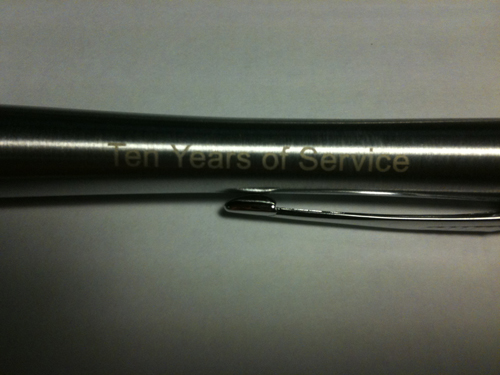 Ten Years of Service